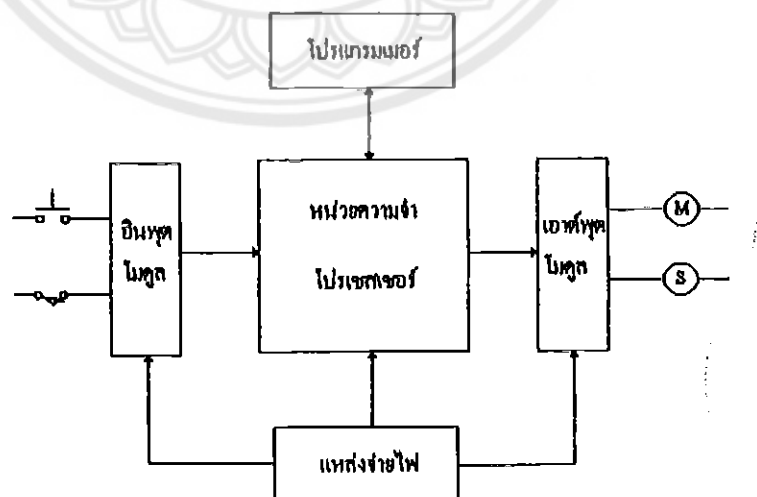 โปรแกรมเมอร์
อินพุต
โมดูล
หน่วยความจำ
โปรเซสเซอร์
เอาต์พุต
โมดูล
M
S
แหล่งจ่ายไฟ